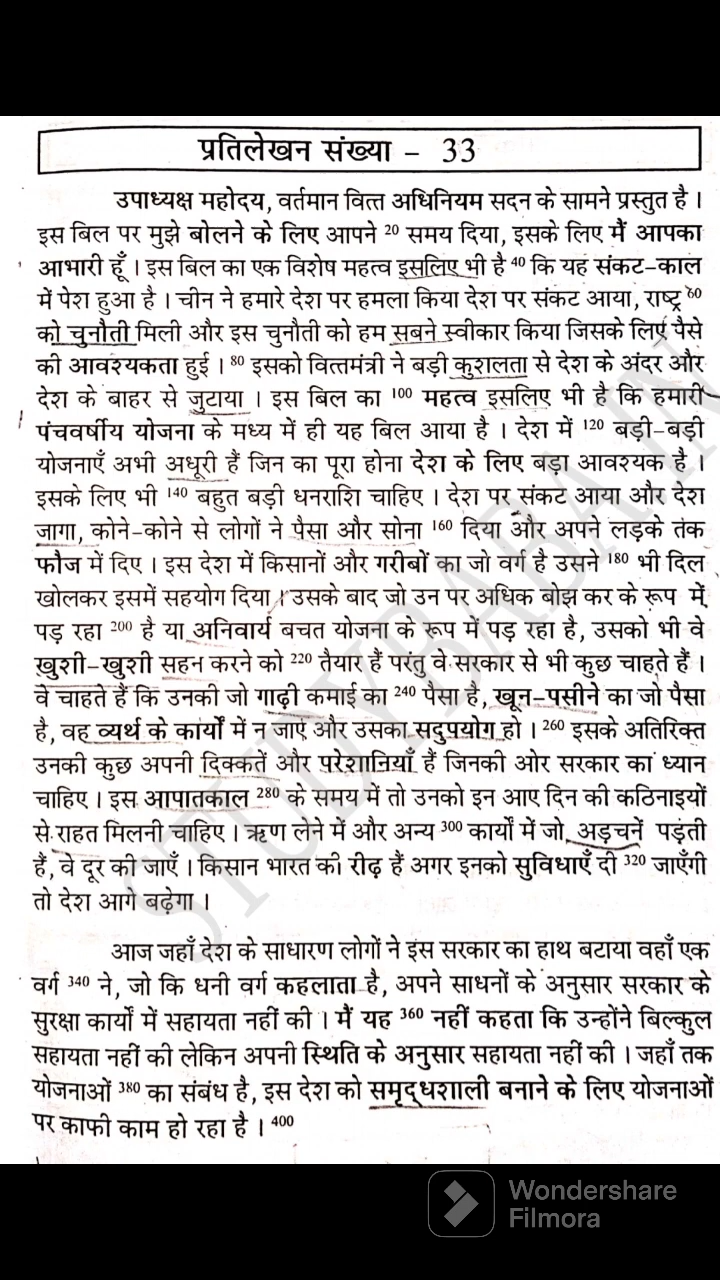 प्रतिलेखन संख्या – 33
उपाध्यक्ष महोदय, वर्तमान वित्त अधिनियम सदन के सामने प्रस्तुत है।
इस बिल पर मुझे बोलने के लिए आपने 20 समय दिया, इसके लिए मैं आपका
आभारी हूँ। इस बिल का एक विशेष महत्व इसलिए भी है 40 कि यह संकट–काल
में पेश हुआ है। चीन ने हमारे देश पर हमला किया देश पर संकट आया, राष्ट्र 60
को चुनौती मिली और इस चुनौती को हम सबने स्वीकार किया जिसके लिए पैसे
की आवश्यकता हुई। 80 इसको वित्तमंत्री ने बड़ी कुशलता से देश के अंदर और
देश के बाहर से जुटाया। इस बिल का 100 महत्व इसलिए भी है कि हमारी
पंचवर्षीय योजना के मध्य में ही यह बिल आया है। देश में 120 बड़ी–बड़ी
योजनाएँ अभी अधूरी हैं जिन का पूरा होना देश के लिए बड़ा आवश्यक है।
इसके लिए भी 140 बहुत बड़ी धनराशि चाहिए। देश पर संकट आया और देश
जागा, कोने–कोने से लोगों ने पैसा और सोना 160 दिया और अपने लड़के तक
फौज में दिए। इस देश में किसानों और गरीबों का जो वर्ग है उसने 180 भी दिल
खोलकर इसमें सहयोग दिया। उसके बाद जो उन पर अधिक बोझ कर के रूप में
पड़ रहा 200 है या अनिवार्य बचत योजना के रूप में पड़ रहा है, उसको भी वे
ख़ुशी–खुशी सहन करने को 220 तैयार हैं परंतु वे सरकार से भी कुछ चाहते हैं।
वे चाहते हैं कि उनकी जो गाढ़ी कमाई का 240 पैसा है, खून–पसीने का जो पैसा
है, वह व्यर्थ के कार्यों में न जाए और उसका सदुपयोग हो। 260 इसके अतिरिक्त
उनकी कुछ अपनी दिक्कतें और परेशानियाँ हैं जिनकी ओर सरकार का ध्यान
चाहिए। इस आपातकाल 280 के समय में तो उनको इन आए दिन की कठिनाइयों
से राहत मिलनी चाहिए। ऋण लेने में और अन्य 300 कार्यों में जो अड़चनें पड़ती
हैं, वे दूर की जाएँ। किसान भारत की रीढ़ हैं अगर इनको सुविधाएँ दी 320 जाएँगी
तो देश आगे बढ़ेगा।
आज जहाँ देश के साधारण लोगों ने इस सरकार का हाथ बटाया वहाँ एक
वर्ग 340 ने, जो कि धनी वर्ग कहलाता है, अपने साधनों के अनुसार सरकार के
सुरक्षा कार्यों में सहायता नहीं की। मैं यह 360 नहीं कहता कि उन्होंने बिल्कुल
सहायता नहीं की लेकिन अपनी स्थिति के अनुसार सहायता नहीं की। जहाँ तक
योजनाओं 380 का संबंध है, इस देश को समृद्धशाली बनाने के लिए योजनाओं
पर काफी काम हो रहा है। 400
STUDYBABA.IN
Wondershare
Filmora